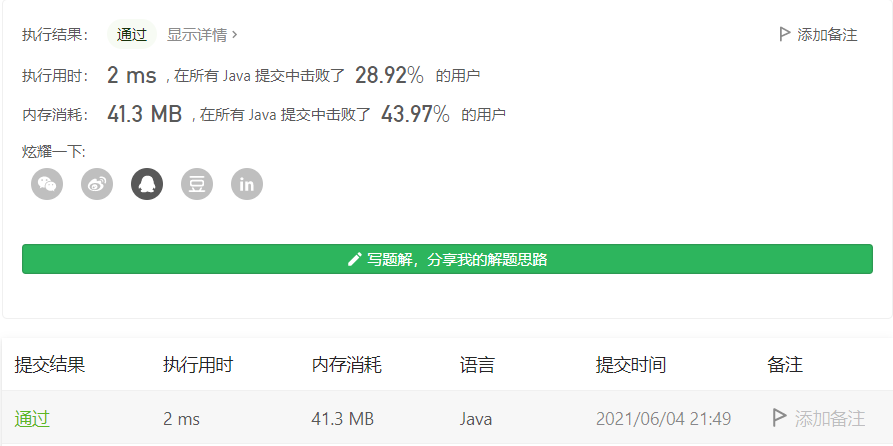 执行结果： 通过 显示详情 › 添加备注
执行用时： 2 ms , 在所有 Java 提交中击败了 28.92% 的用户
内存消耗： 41.3 MB , 在所有 Java 提交中击败了 43.97% 的用户
炫耀一下:
豆 in
写题解，分享我的解题思路
提交结果 执行用时 内存消耗 语言 提交时间 备注
通过 2 ms 41.3 MB Java 2021/06/04 21:49 添加备注